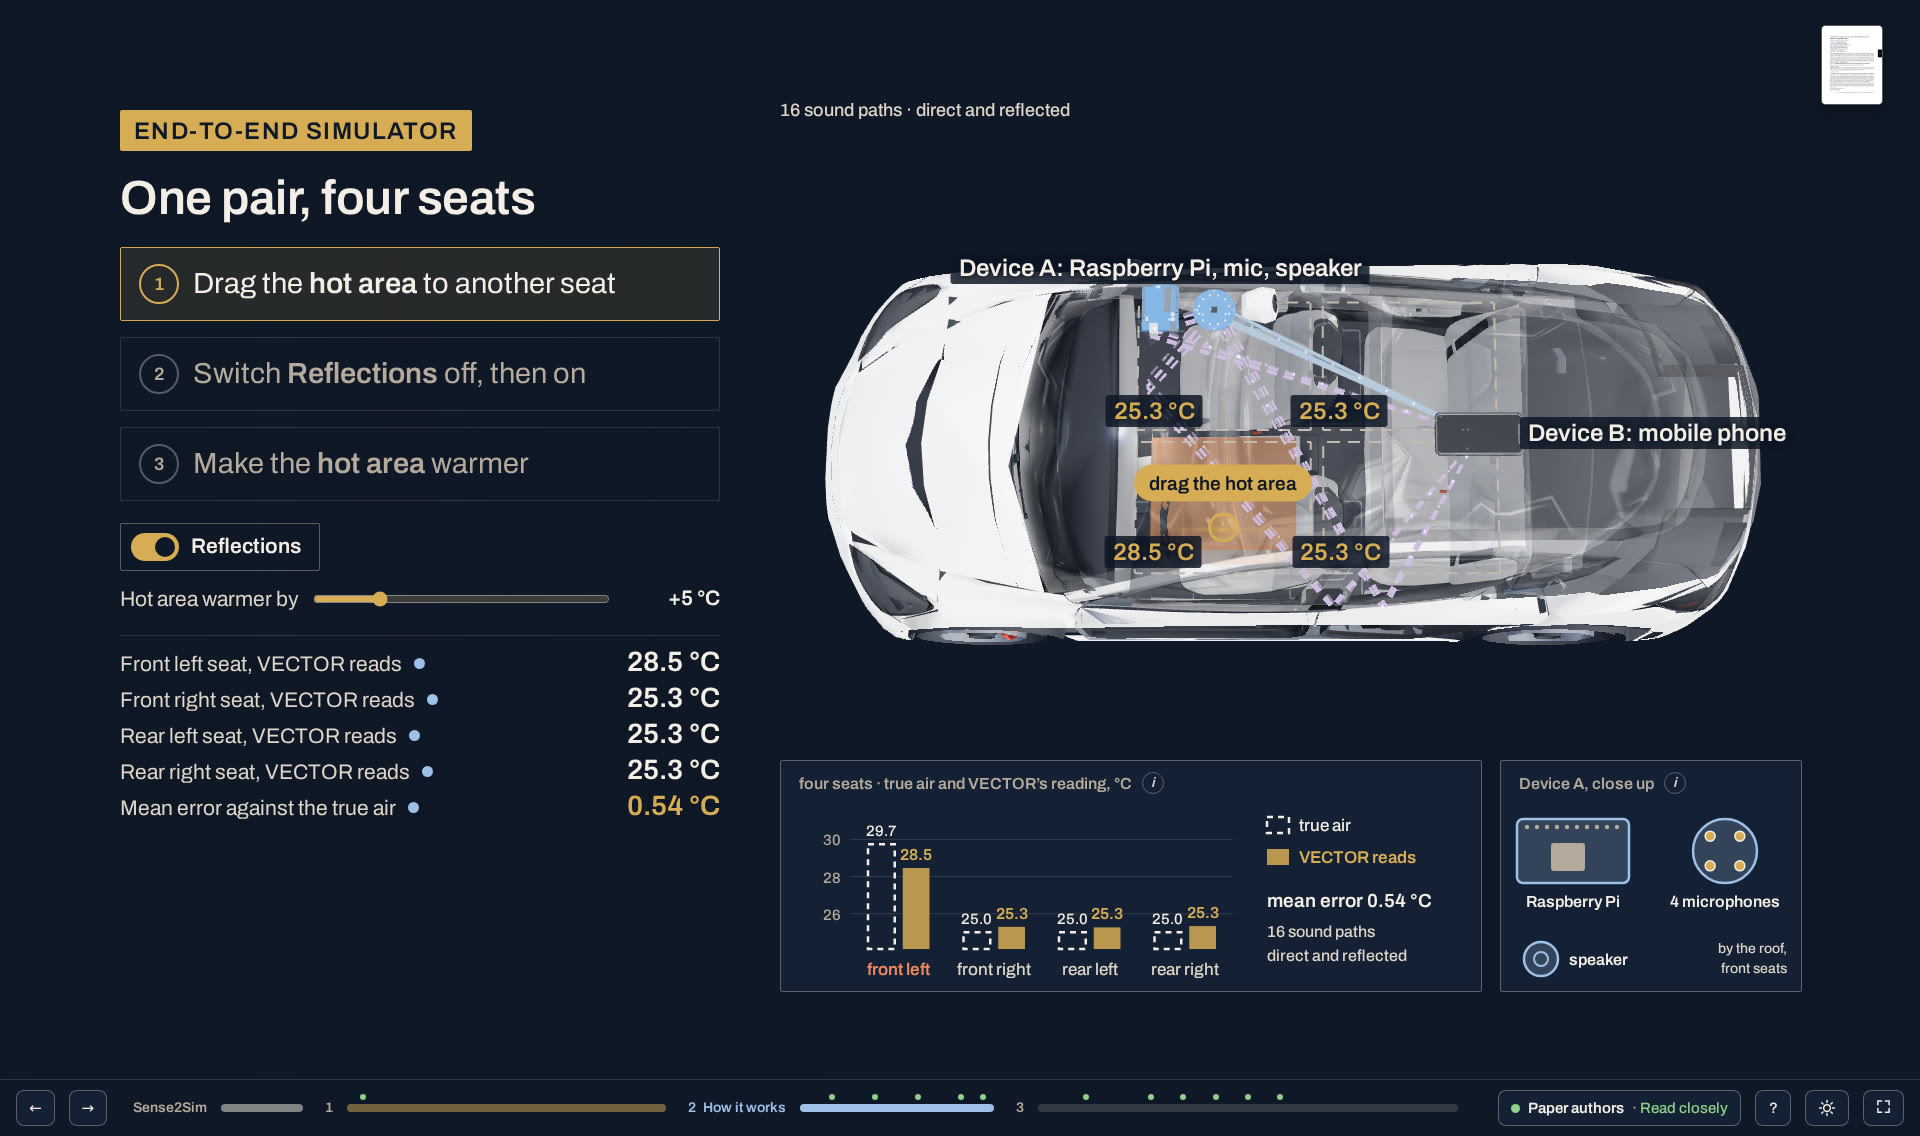 END-TO-END SIMULATOR
One pair, four seats
1 Drag the hot area to another seat
2 Switch Reflections off, then on
3 Make the hot area warmer
Reflections
Hot area warmer by +5 °C
Front left seat, VECTOR reads 28.5 °C
Front right seat, VECTOR reads 25.3 °C
Rear left seat, VECTOR reads 25.3 °C
Rear right seat, VECTOR reads 25.3 °C
Mean error against the true air 0.54 °C
16 sound paths · direct and reflected
Device A: Raspberry Pi, mic, speaker
25.3 °C 25.3 °C
Device B: mobile phone
drag the hot area
28.5 °C 25.3 °C
four seats · true air and VECTOR's reading, °C i
30
28
26
29.7 28.5
25.0 25.3
25.0 25.3
25.0 25.3
front left front right rear left rear right
true air
VECTOR reads
mean error 0.54 °C
16 sound paths
direct and reflected
Device A, close up i
Raspberry Pi 4 microphones
speaker
by the roof,
front seats
← → Sense2Sim 1 2 How it works 3 Paper authors · Read closely ?